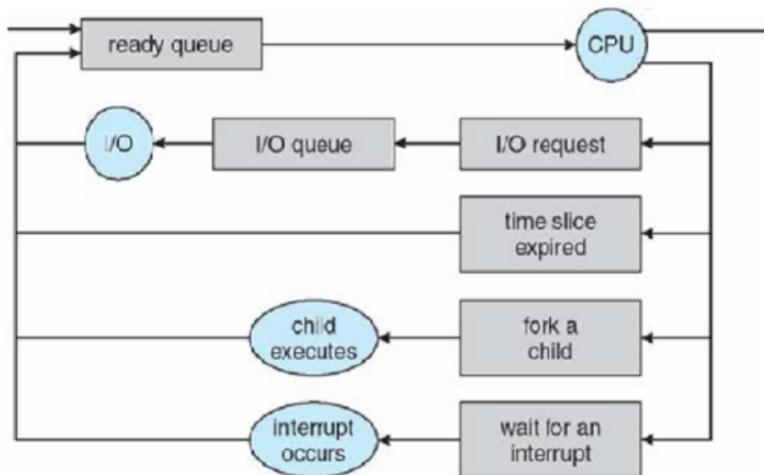 ready queue
CPU
I/O
I/O queue
I/O request
time slice
expired
child
executes
fork a
child
interrupt
occurs
wait for an
interrupt